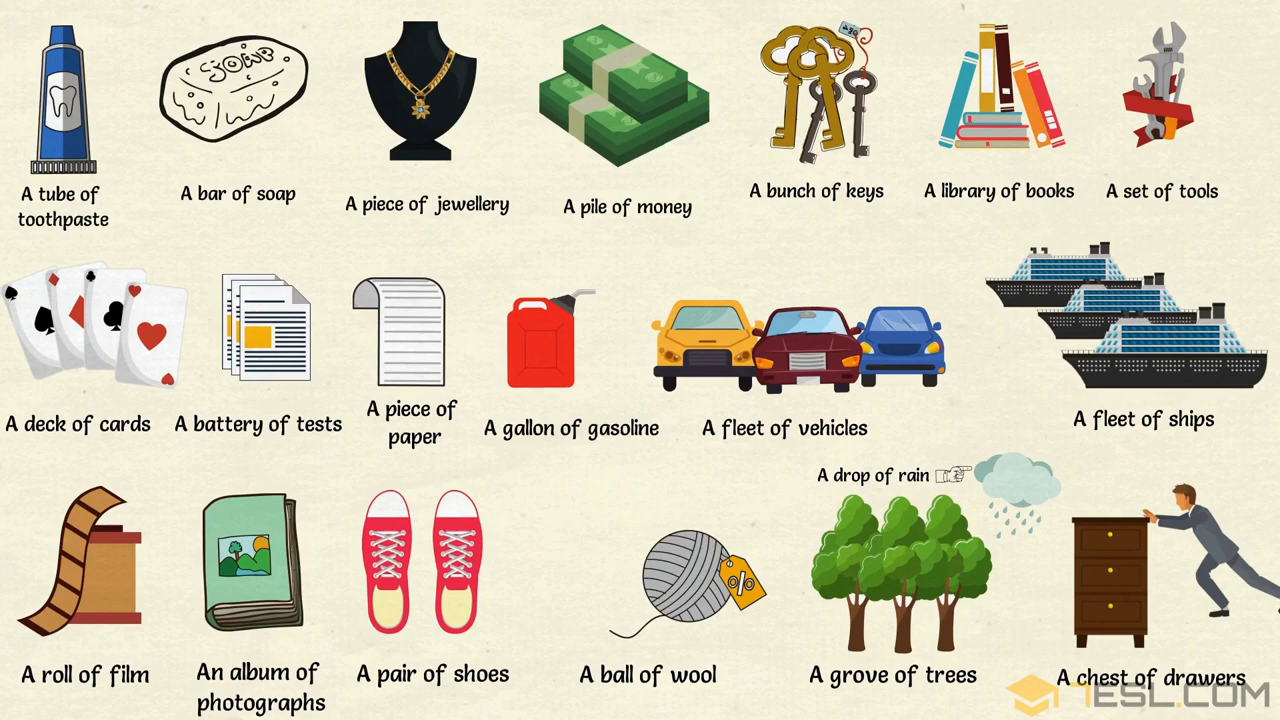 SOAP
A tube of
toothpaste
A bar of soap
A piece of jewellery
A pile of money
A bunch of keys
A library of books
A set of tools
A deck of cards
A battery of tests
A piece of
paper
A gallon of gasoline
A fleet of vehicles
A fleet of ships
A drop of rain
A roll of film
An album of
photographs
A pair of shoes
%
A ball of wool
A grove of trees
A chest of drawers
7ESL.COM